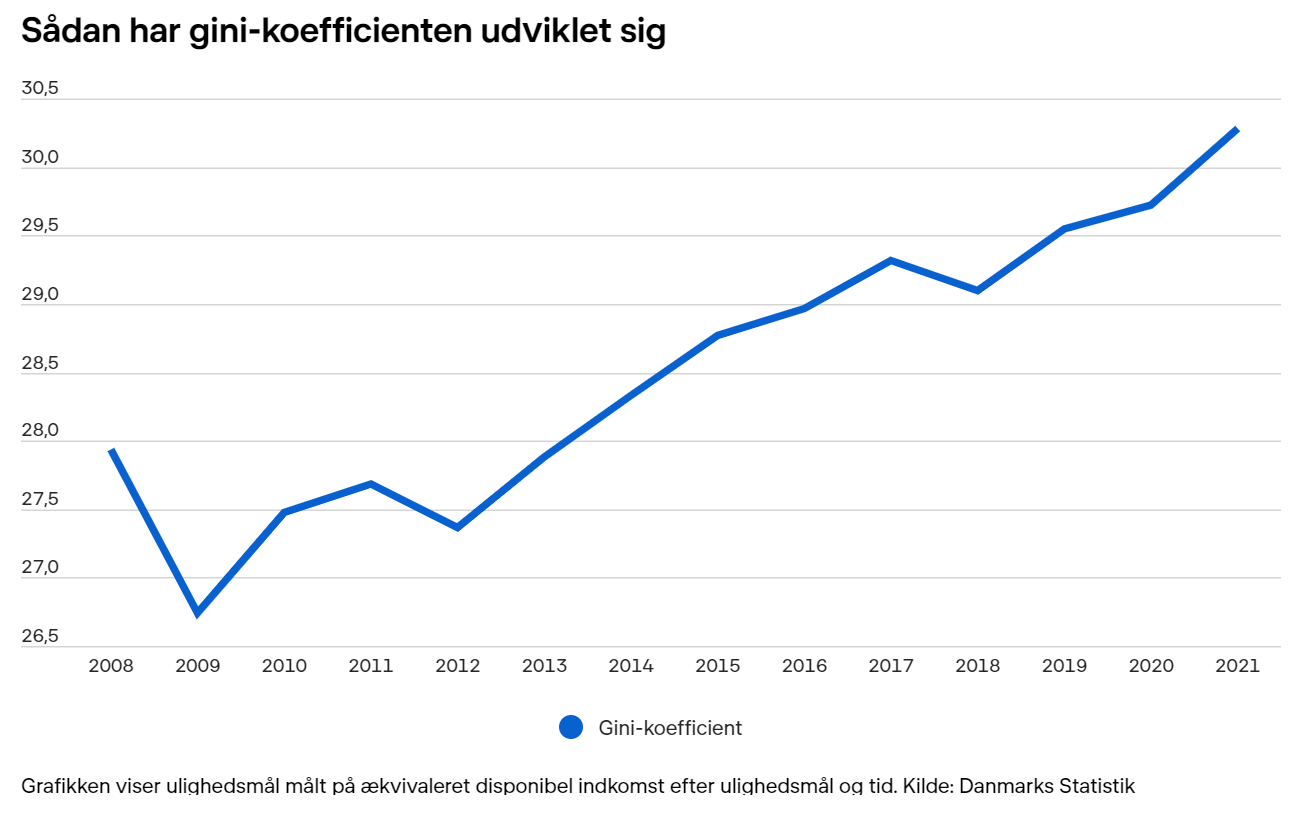 Sådan har gini-koefficienten udviklet sig
30,5
30,0
29,5
29,0
28,5
28,0
27,5
27,0
26,5
2008 2009 2010 2011 2012 2013 2014 2015 2016 2017 2018 2019 2020 2021
Gini-koefficient
Grafikken viser ulighedsmål målt på ækvivaleret disponibel indkomst efter ulighedsmål og tid. Kilde: Danmarks Statistik